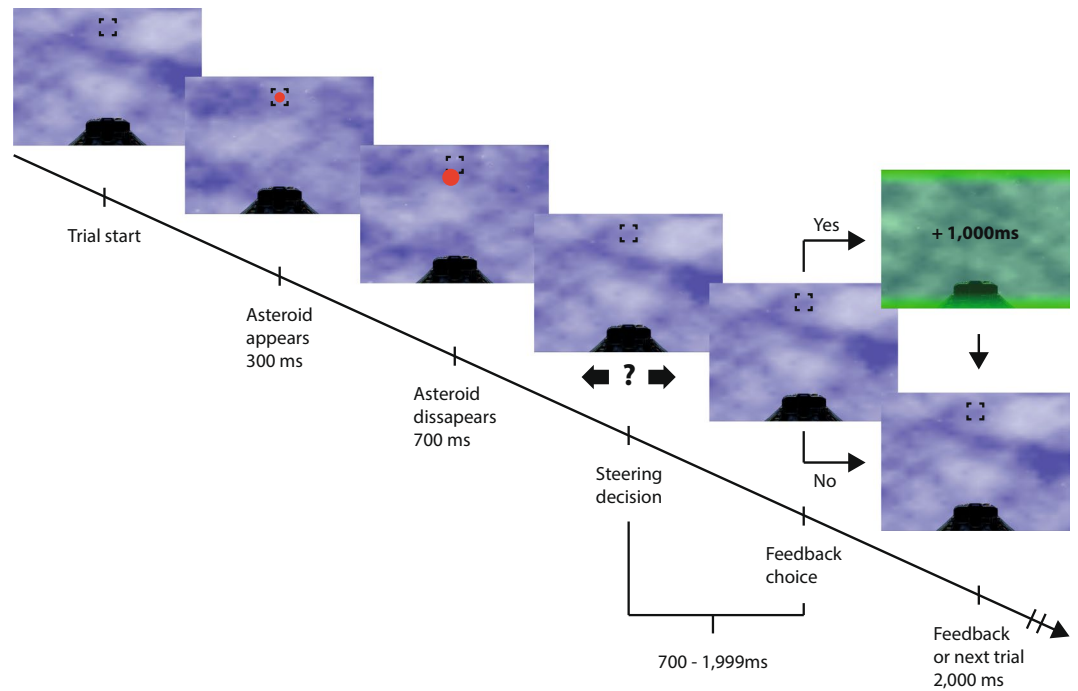 Trial start
Asteroid
appears
300 ms
Asteroid
dissapears
700 ms
?
Steering
decision
Yes
+ 1,000ms
No
Feedback
choice
700 - 1,999ms
Feedback
or next trial
2,000 ms